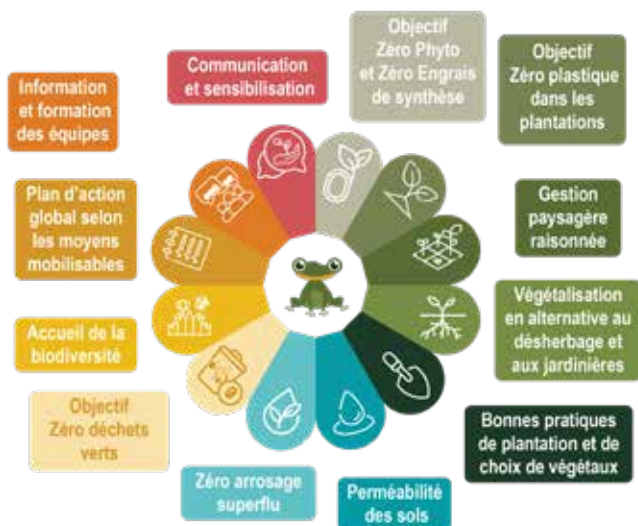 Communication
et sensibilisation
Objectif
Zéro Phyto
et Zéro Engrais
de synthèse
Objectif
Zéro plastique
dans les
plantations
Gestion
paysagère
raisonnée
Végétalisation
en alternative au
désherbage et
aux jardinières
Bonnes pratiques
de plantation et de
choix de végétaux
Perméabilité
des sols
Zéro arrosage
superflu
Objectif
Zéro déchets
verts
Accueil de la
biodiversité
Plan d'action
global selon
les moyens
mobilisables
Information
et formation
des équipes